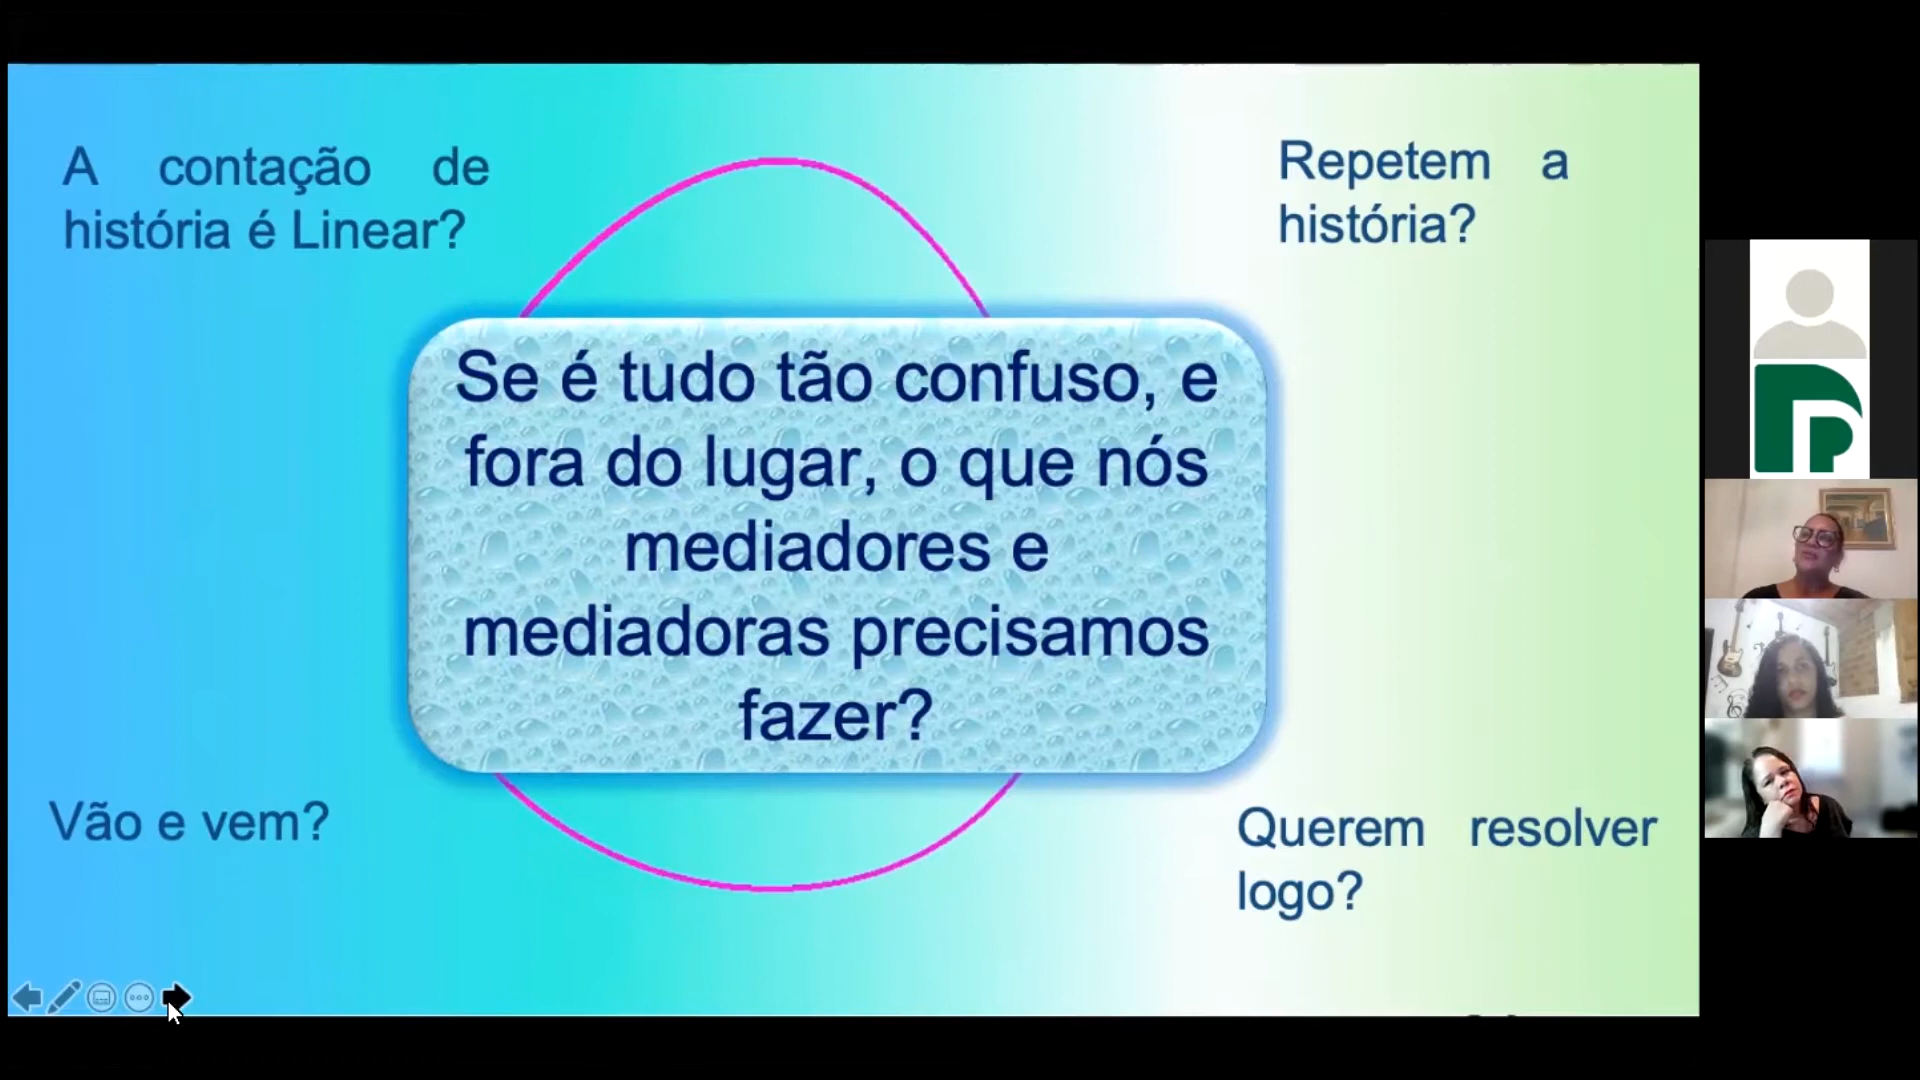 A contação de
história é Linear?
Repetem a
história?
Se é tudo tão confuso, e
fora do lugar, o que nós
mediadores e
mediadoras precisamos
fazer?
Vão e vem?
Querem resolver
logo?